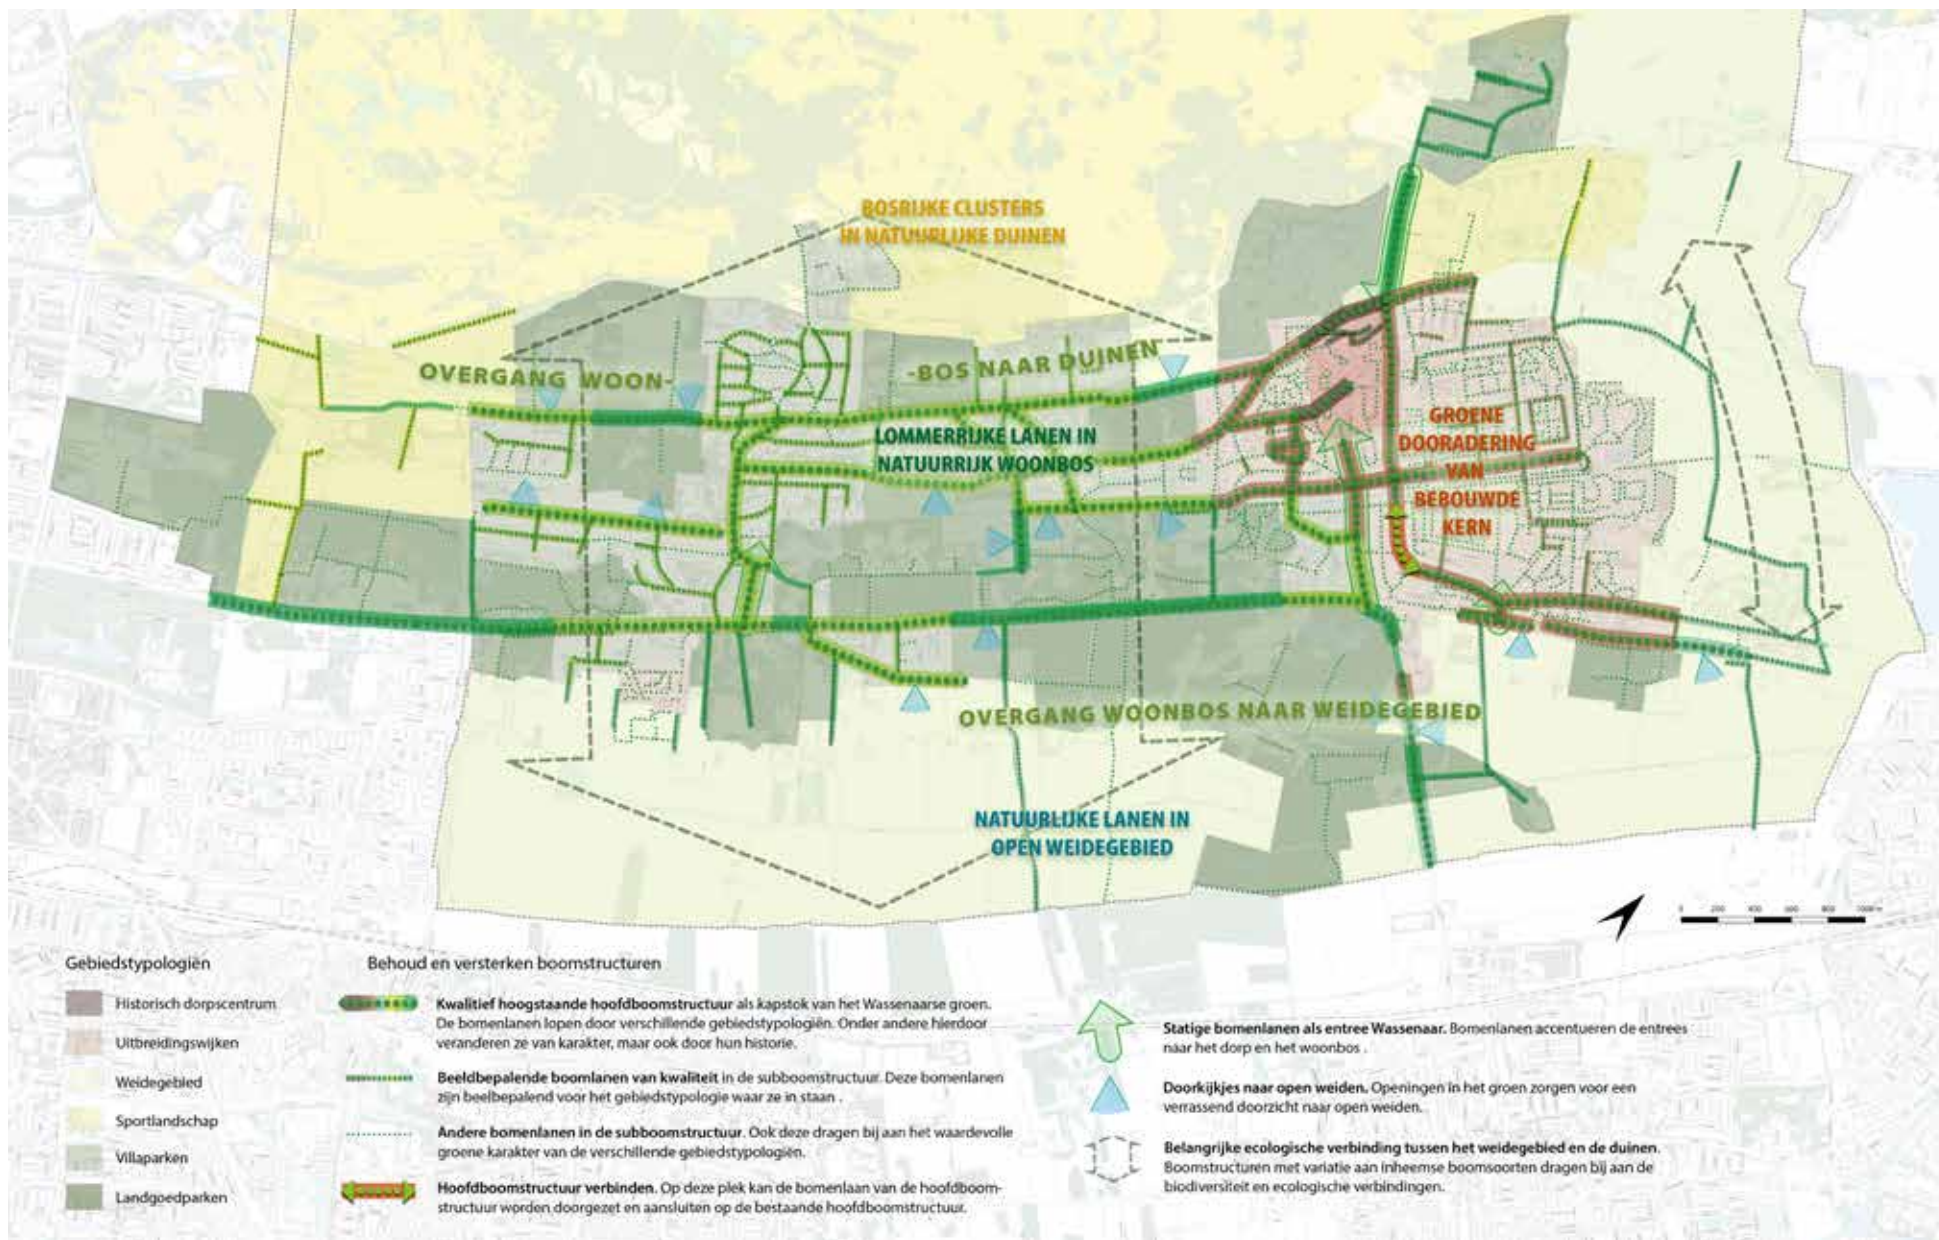 BOSRIJKE CLUSTERS
IN NATUURLIJKE DUINEN
OVERGANG WOON-
-BOS NAAR DUINEN
LOMMERRIJKE LANEN IN
NATUURRIJK WOONBOS
GROENE
DOORADERING
VAN
BEBOUWDE
KERN
OVERGANG WOONBOS NAAR WEIDEGEBIED
NATUURLIJKE LANEN IN
OPEN WEIDEGEBIED
0 200 400 600 800 1000 m
Gebiedstypologiën
Historisch dorpscentrum
Uitbreidingswijken
Weidegebied
Sportlandschap
Villaparken
Landgoedparken
Behoud en versterken boomstructuren
Kwalitief hoogstaande hoofdboomstructuur als kapstok van het Wassenaarse groen.
De bomenlanen lopen door verschillende gebiedstypologiën. Onder andere hierdoor
veranderen ze van karakter, maar ook door hun historie.
Beeldbepalende boomlanen van kwaliteit in de subboomstructuur. Deze bomenlanen
zijn beelbepalend voor het gebiedstypologie waar ze in staan .
Andere bomenlanen in de subboomstructuur. Ook deze dragen bij aan het waardevolle
groene karakter van de verschillende gebiedstypologiën.
Hoofdboomstructuur verbinden. Op deze plek kan de bomenlaan van de hoofdboom-
structuur worden doorgezet en aansluiten op de bestaande hoofdboomstructuur.
Statige bomenlanen als entree Wassenaar. Bomenlanen accentueren de entrees
naar het dorp en het woonbos .
Doorkijkjes naar open weiden. Openingen in het groen zorgen voor een
verrassend doorzicht naar open weiden.
Belangrijke ecologische verbinding tussen het weidegebied en de duinen.
Boomstructuren met variatie aan inheemse boomsoorten dragen bij aan de
biodiversiteit en ecologische verbindingen.